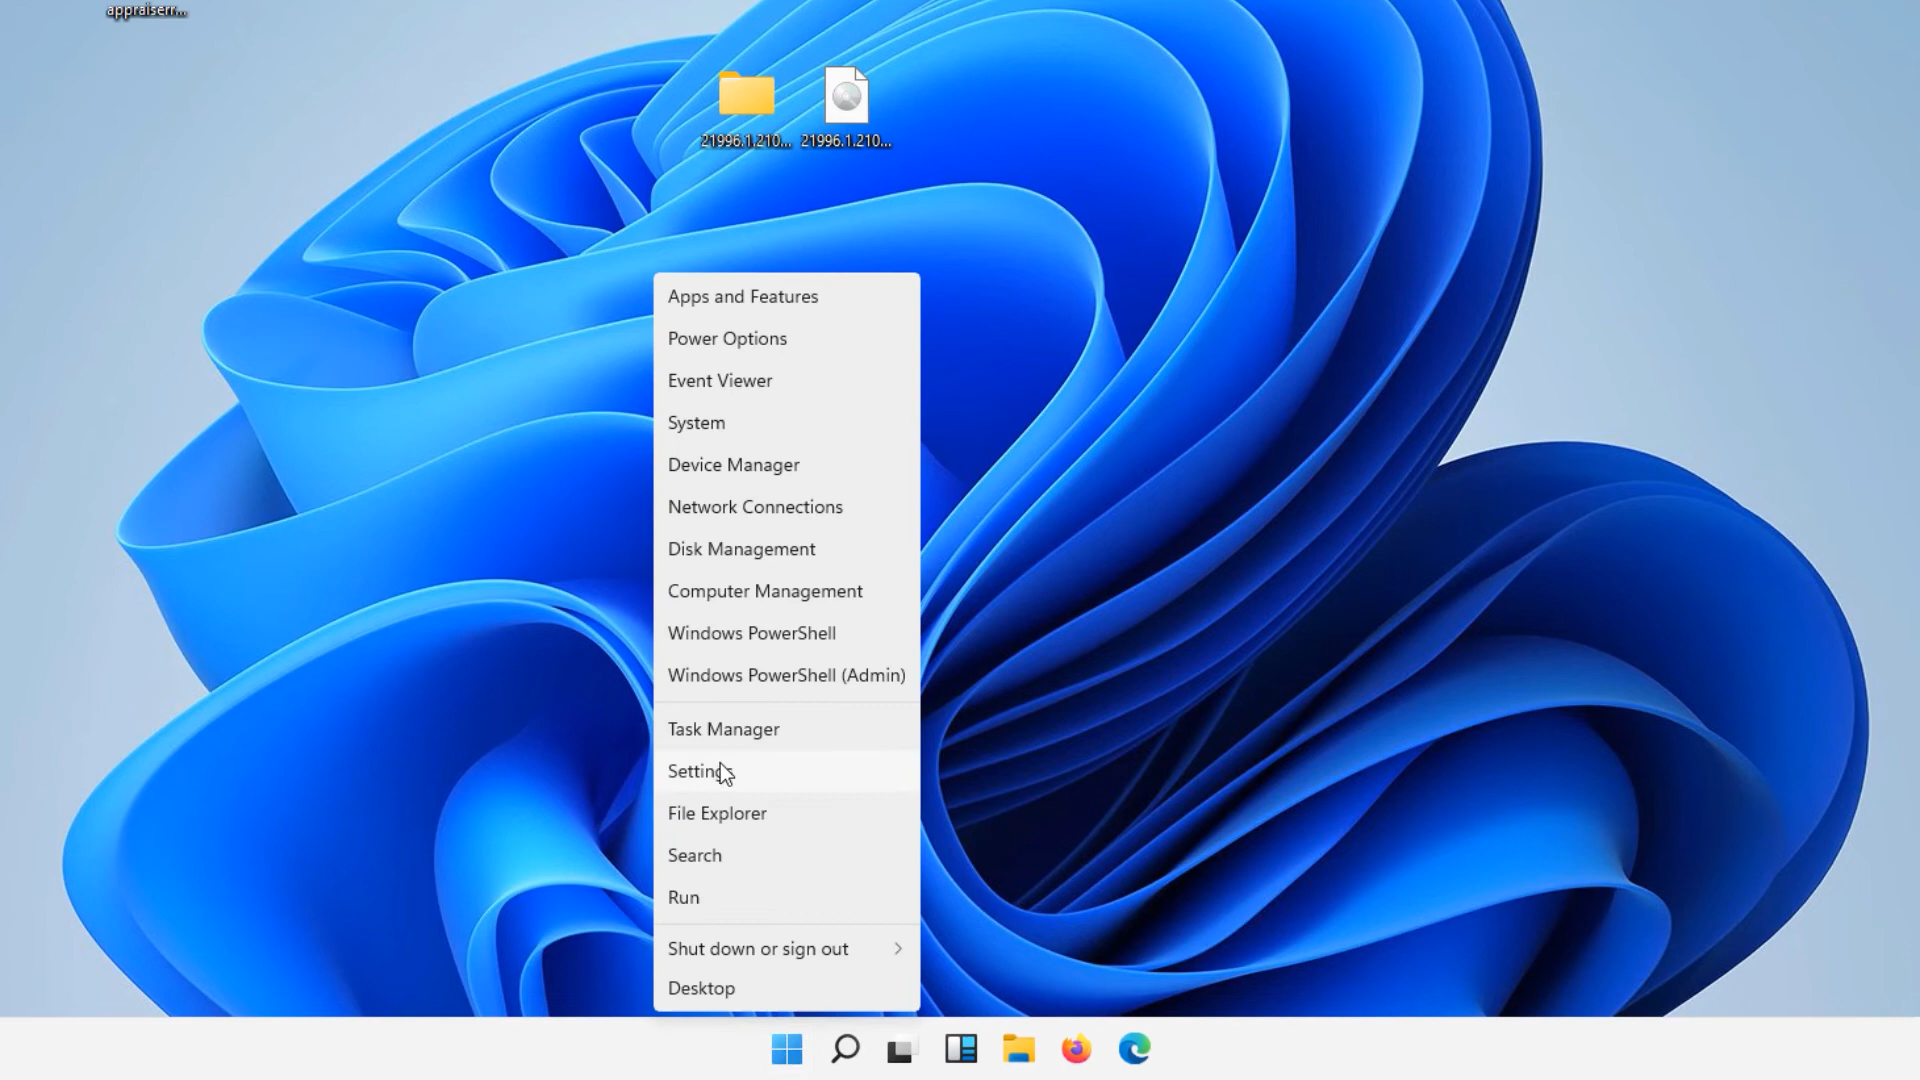 appraiserr...
21996.1.210... 21996.1.210...
Apps and Features
Power Options
Event Viewer
System
Device Manager
Network Connections
Disk Management
Computer Management
Windows PowerShell
Windows PowerShell (Admin)
Task Manager
Settings
File Explorer
Search
Run
Shut down or sign out
Desktop